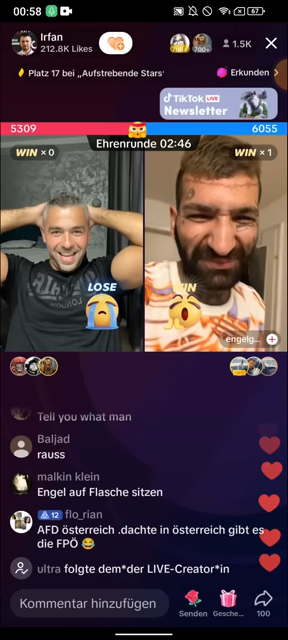 00:58
67
Irfan
212.8K Likes
700+
1.5K
Platz 17 bei „Aufstrebende Stars“
Erkunden >
TikTok LIVE
Newsletter
5309
6055
WIN x 0
Ehrenrunde 02:46
WIN x 1
LOSE
WIN
engelg...
Tell you what man
Baljad
rauss
malkin klein
Engel auf Flasche sitzen
12 flo_rian
AFD österreich .dachte in österreich gibt es
die FPÖ 😂
ultra folgte dem*der LIVE-Creator*in
Kommentar hinzufügen
Senden
Gesche...
100